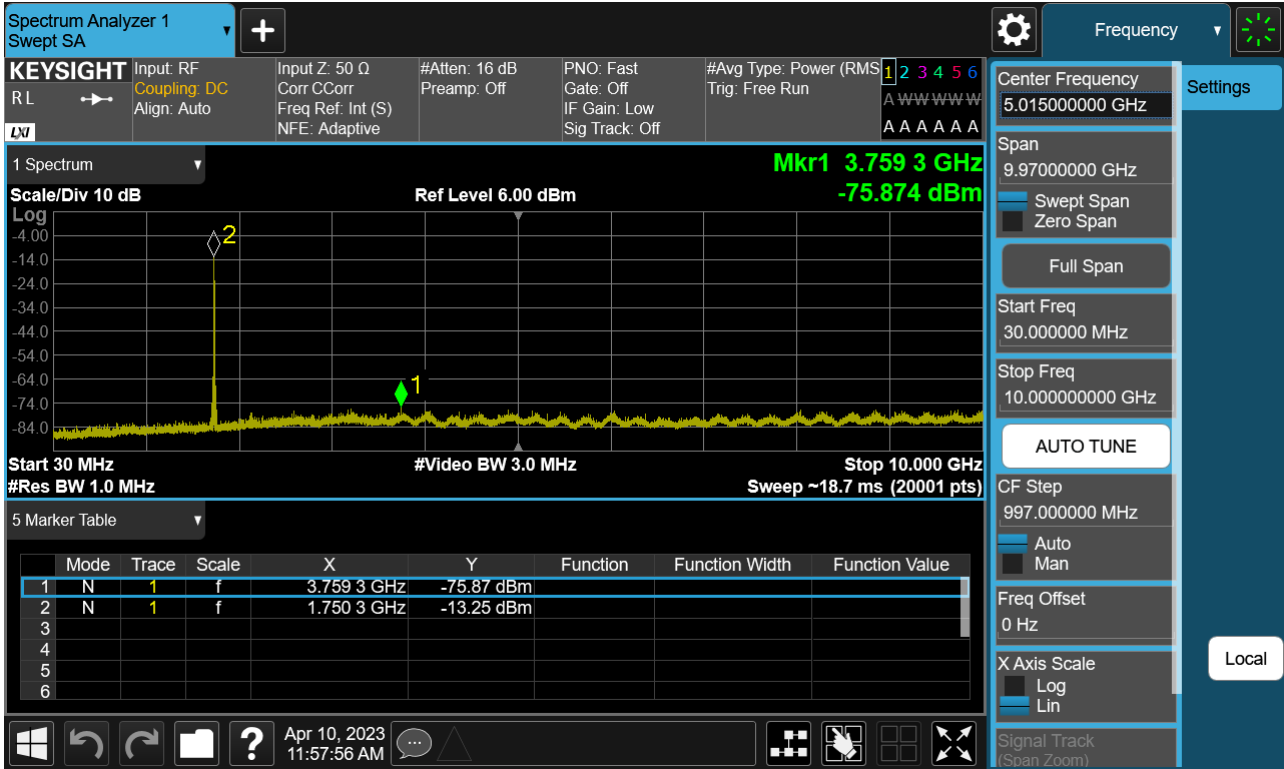 Spectrum Analyzer 1
Swept SA
Frequency
KEYSIGHT
R L
LXI
Input: RF
Coupling: DC
Align: Auto
Input Z: 50 Ω
Corr CCorr
Freq Ref: Int (S)
NFE: Adaptive
#Atten: 16 dB
Preamp: Off
PNO: Fast
Gate: Off
IF Gain: Low
Sig Track: Off
#Avg Type: Power (RMS
Trig: Free Run
1 2 3 4 5 6
A W W W W W
A A A A A A
Center Frequency
5.015000000 GHz
Settings
Span
9.97000000 GHz
Swept Span
Zero Span
Full Span
Start Freq
30.000000 MHz
Stop Freq
10.000000000 GHz
AUTO TUNE
CF Step
997.000000 MHz
Auto
Man
Freq Offset
0 Hz
X Axis Scale
Log
Lin
Signal Track
(Span Zoom)
Local
1 Spectrum
Mkr1 3.759 3 GHz
-75.874 dBm
Scale/Div 10 dB
Ref Level 6.00 dBm
Log
-4.00
-14.0
-24.0
-34.0
-44.0
-54.0
-64.0
-74.0
-84.0
2
1
Start 30 MHz
#Video BW 3.0 MHz
Stop 10.000 GHz
#Res BW 1.0 MHz
Sweep ~18.7 ms (20001 pts)
5 Marker Table
Mode Trace Scale X Y Function Function Width Function Value
1 N 1 f 3.759 3 GHz -75.87 dBm
2 N 1 f 1.750 3 GHz -13.25 dBm
3
4
5
6
?
Apr 10, 2023
11:57:56 AM